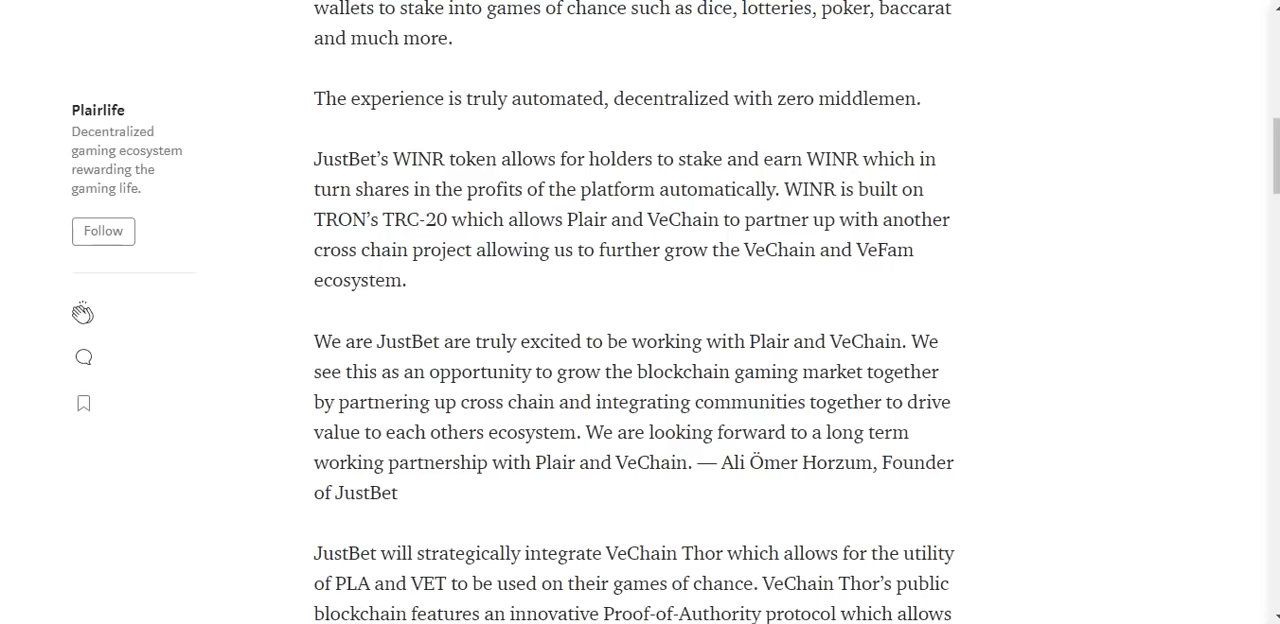 wallets to stake into games of chance such as dice, lotteries, poker, baccarat
and much more.
The experience is truly automated, decentralized with zero middlemen.
Plairlife
Decentralized
gaming ecosystem
rewarding the
gaming life.
Follow
JustBet’s WINR token allows for holders to stake and earn WINR which in
turn shares in the profits of the platform automatically. WINR is built on
TRON’s TRC-20 which allows Plair and VeChain to partner up with another
cross chain project allowing us to further grow the VeChain and VeFam
ecosystem.
We are JustBet are truly excited to be working with Plair and VeChain. We
see this as an opportunity to grow the blockchain gaming market together
by partnering up cross chain and integrating communities together to drive
value to each others ecosystem. We are looking forward to a long term
working partnership with Plair and VeChain. — Ali Ömer Horzum, Founder
of JustBet
JustBet will strategically integrate VeChain Thor which allows for the utility
of PLA and VET to be used on their games of chance. VeChain Thor’s public
blockchain features an innovative Proof-of-Authority protocol which allows